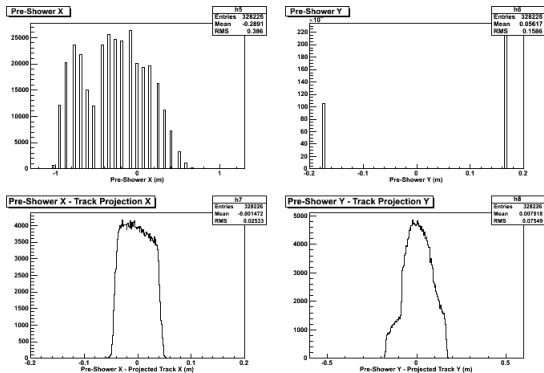 Pre-Shower X
h5
Entries 328226
Mean -0.2891
RMS 0.386
25000
20000
15000
10000
5000
0
-1 0 1
Pre-Shower X (m)
Pre-Shower Y
h6
Entries 328226
Mean 0.05617
RMS 0.1586
220
200
180
160
140
120
100
80
60
40
20
0
-0.2 -0.1 0 0.1 0.2
Pre-Shower Y (m)
Pre-Shower X - Track Projection X
h7
Entries 328226
Mean -0.001472
RMS 0.02533
4000
3500
3000
2500
2000
1500
1000
500
0
-0.2 -0.1 0 0.1 0.2
Pre-Shower X - Projected Track X (m)
Pre-Shower Y - Track Projection Y
h8
Entries 328226
Mean 0.007918
RMS 0.07549
5000
4000
3000
2000
1000
0
-0.5 0 0.5
Pre-Shower Y - Projected Track Y (m)